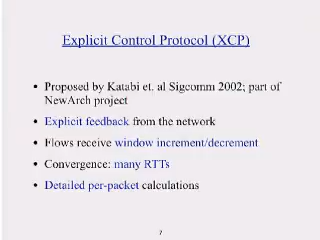 Explicit Control Protocol (XCP)
• Proposed by Katabi et. al Sigcomm 2002; part of
NewArch project
• Explicit feedback from the network
• Flows receive window increment/decrement
• Convergence: many RTTs
• Detailed per-packet calculations
7